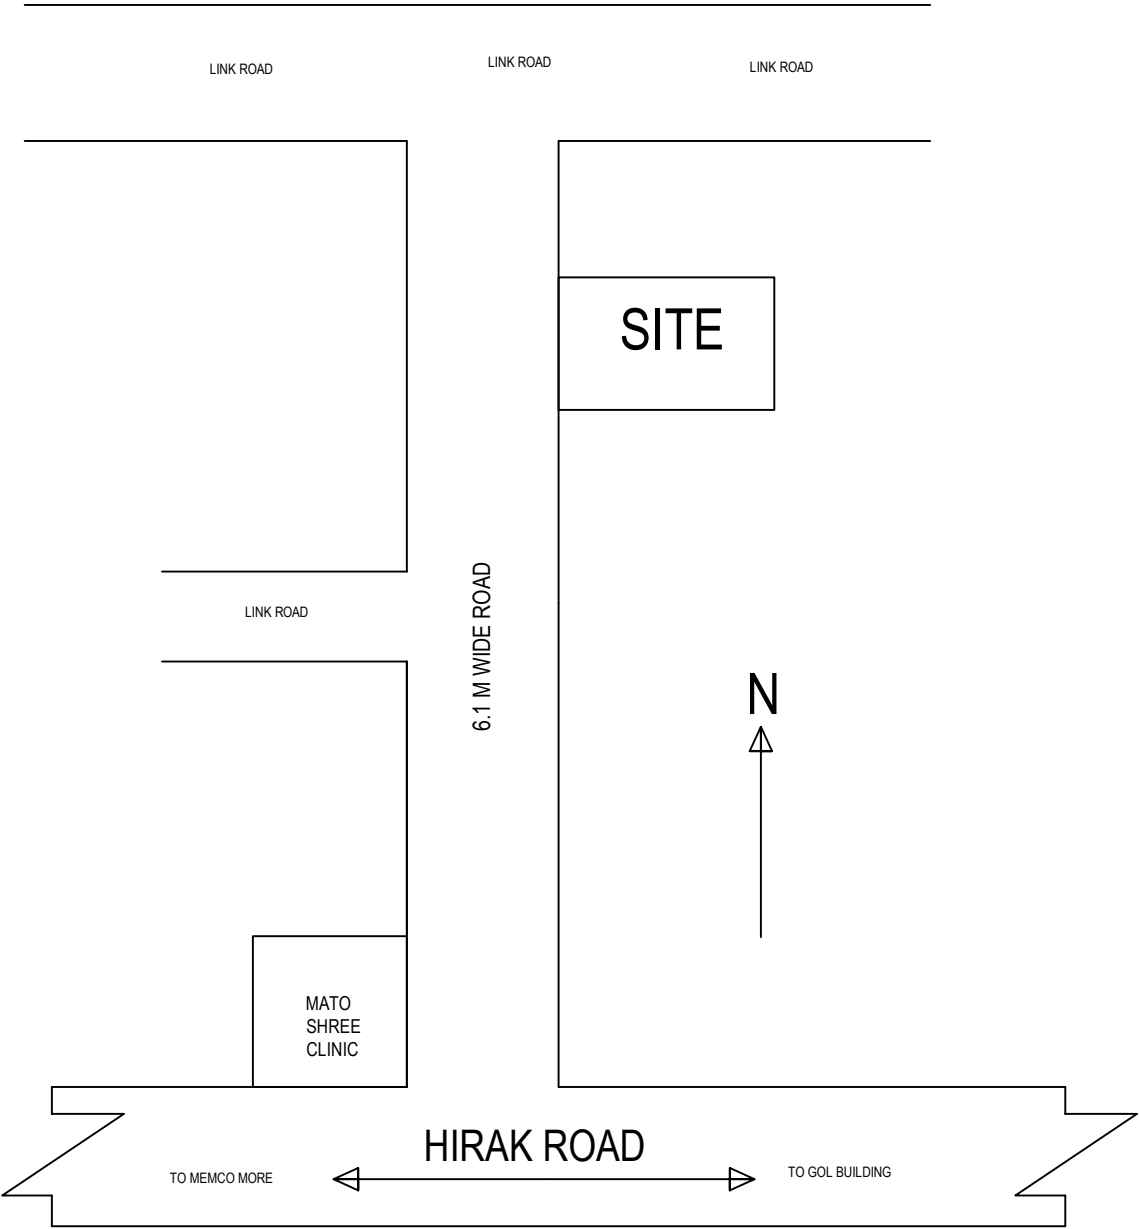 LINK ROAD
LINK ROAD
LINK ROAD
SITE
LINK ROAD
6.1 M WIDE ROAD
N
MATO
SHREE
CLINIC
HIRAK ROAD
TO MEMCO MORE
TO GOL BUILDING